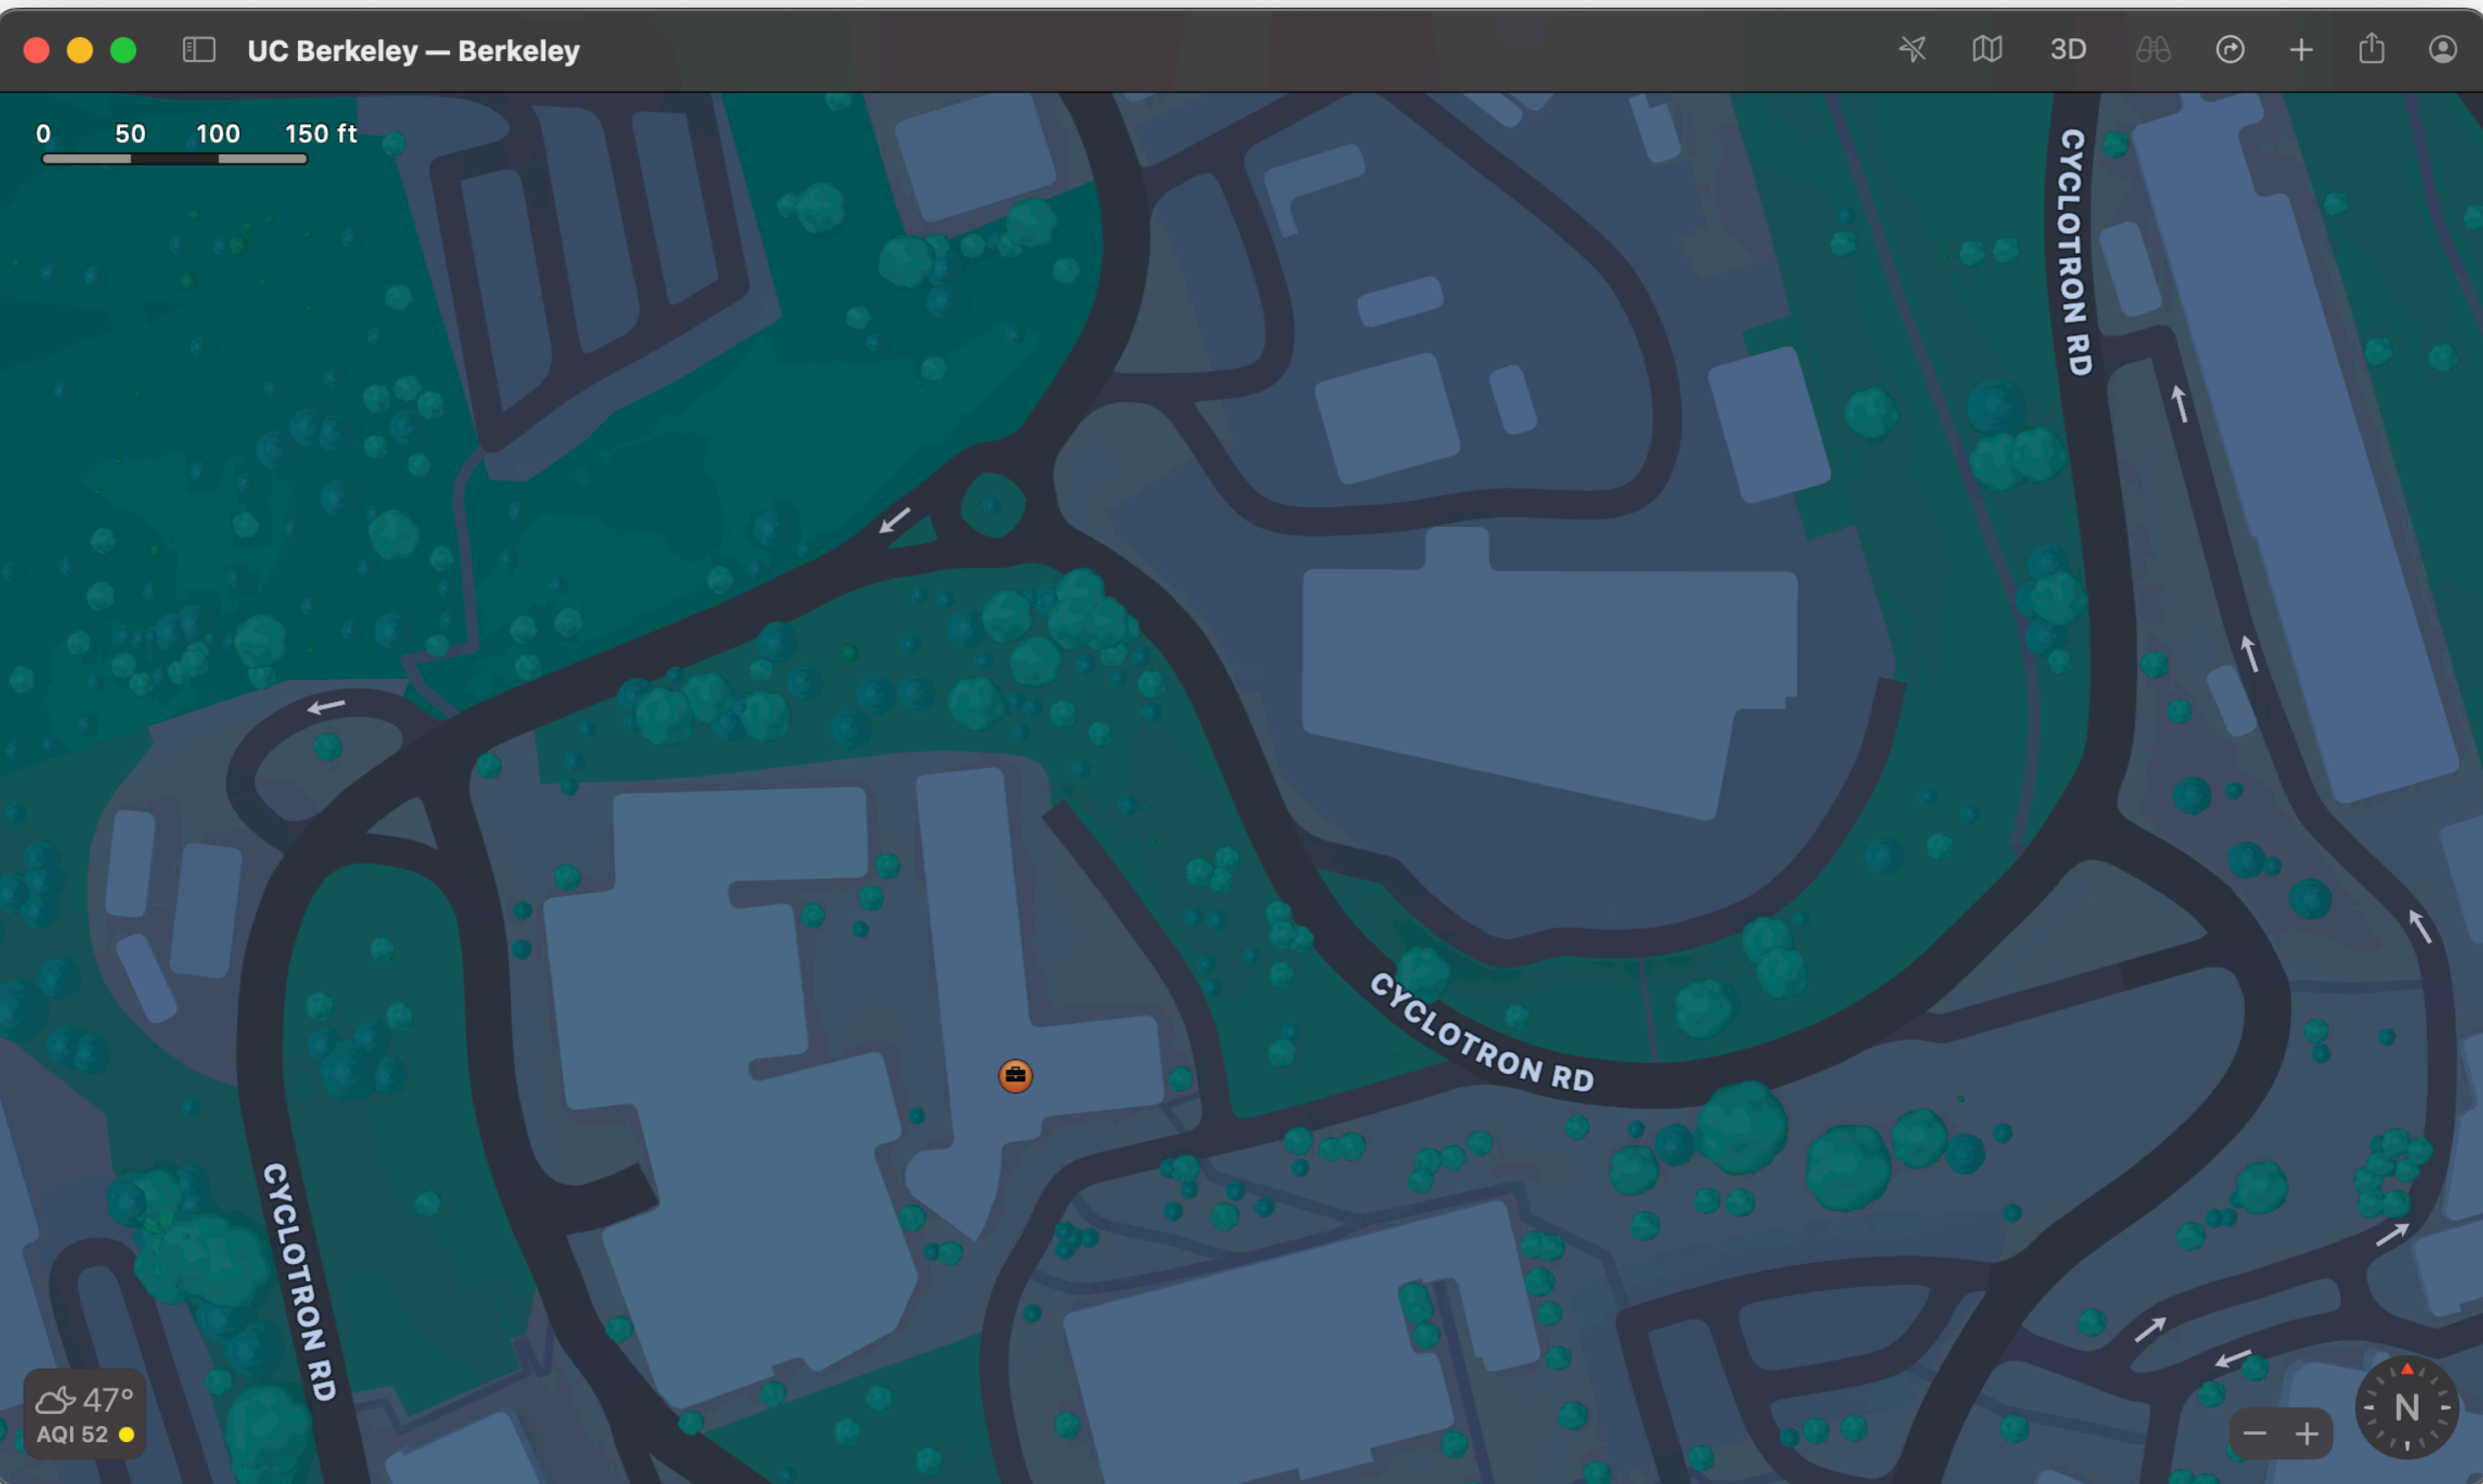 UC Berkeley — Berkeley
3D
0 50 100 150 ft
CYCLOTRON RD
CYCLOTRON RD
CYCLOTRON RD
47°
AQI 52
N